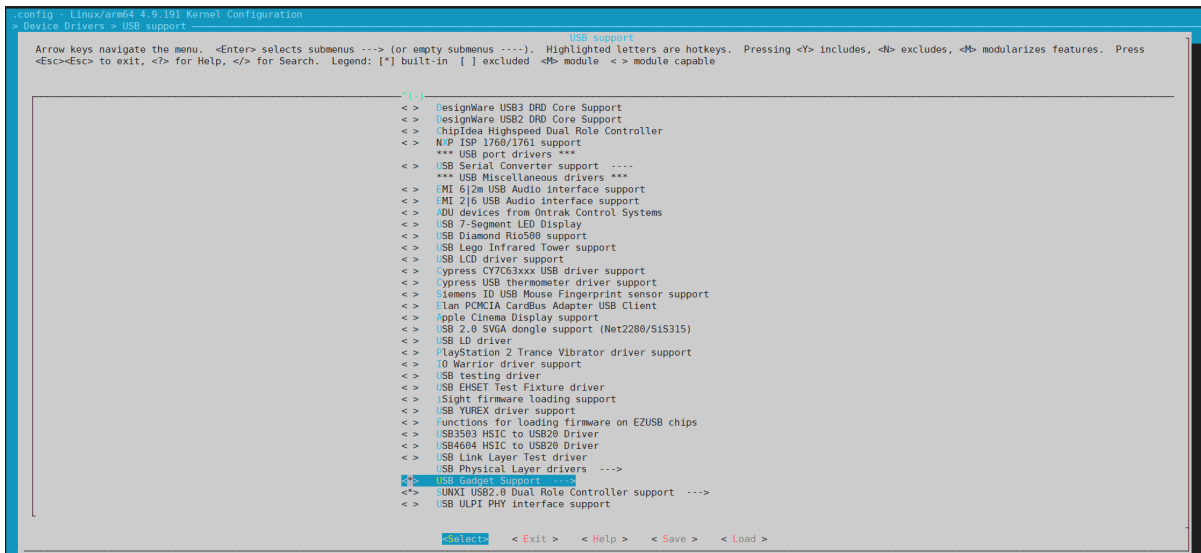 .config - Linux/arm64 4.9.191 Kernel Configuration
> Device Drivers > USB support
USB support
Arrow keys navigate the menu. <Enter> selects submenus ---> (or empty submenus ----). Highlighted letters are hotkeys. Pressing <Y> includes, <N> excludes, <M> modularizes features. Press
<Esc><Esc> to exit, <?> for Help, </> for Search. Legend: [*] built-in [ ] excluded <M> module < > module capable
^(-)
< > DesignWare USB3 DRD Core Support
< > DesignWare USB2 DRD Core Support
< > ChipIdea Highspeed Dual Role Controller
< > NXP ISP 1760/1761 support
*** USB port drivers ***
< > USB Serial Converter support ----
*** USB Miscellaneous drivers ***
< > EMI 6|2m USB Audio interface support
< > EMI 2|6 USB Audio interface support
< > ADU devices from Ontrak Control Systems
< > USB 7-Segment LED Display
< > USB Diamond Rio500 support
< > USB Lego Infrared Tower support
< > USB LCD driver support
< > Cypress CY7C63xxx USB driver support
< > Cypress USB thermometer driver support
< > Siemens ID USB Mouse Fingerprint sensor support
< > Elan PCMCIA CardBus Adapter USB Client
< > Apple Cinema Display support
< > USB 2.0 SVGA dongle support (Net2280/SiS315)
< > USB LD driver
< > PlayStation 2 Trance Vibrator driver support
< > IO Warrior driver support
< > USB testing driver
< > USB EHSET Test Fixture driver
< > iSight firmware loading support
< > USB YUREX driver support
< > Functions for loading firmware on EZUSB chips
< > USB3503 HSIC to USB20 Driver
< > USB4604 HSIC to USB20 Driver
< > USB Link Layer Test driver
USB Physical Layer drivers --->
<*> USB Gadget Support --->
<*> SUNXI USB2.0 Dual Role Controller support --->
< > USB ULPI PHY interface support
<Select> < Exit > < Help > < Save > < Load >